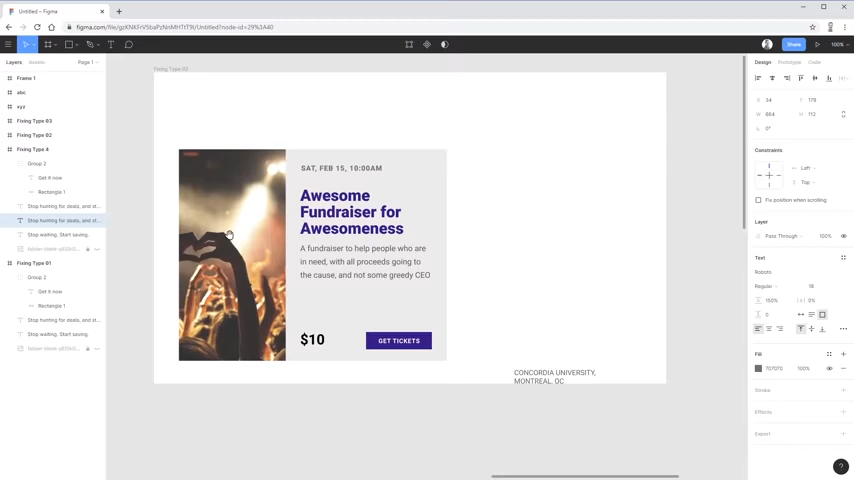 Untitled – Figma
figma.com/file/gzKNKFrV5baPzNnMHTtT9I/Untitled?node-id=29%3A40
Share
100%
Layers
Assets
Page 1
Design
Prototype
Code
Frame 1
abc
xyz
Fixing Type 03
Fixing Type 02
Fixing Type 4
Group 2
Get it now
Rectangle 1
Stop hunting for deals, and st...
Stop hunting for deals, and st...
Stop waiting. Start saving.
Fixing Type 01
Group 2
Get it now
Rectangle 1
Stop hunting for deals, and st...
Stop waiting. Start saving.
Fixing Type 02
SAT, FEB 15, 10:00AM
Awesome
Fundraiser for
Awesomeness
A fundraiser to help people who are
in need, with all proceeds going to
the cause, and not some greedy CEO
$10
GET TICKETS
CONCORDIA UNIVERSITY,
MONTREAL, QC
X 34 Y 179
W 664 H 112
0°
Constraints
Left
Top
Fix position when scrolling
Layer
Pass Through 100%
Text
Roboto
Regular 18
150% 0%
0
Fill
707070 100%
Stroke
Effects
Export
?